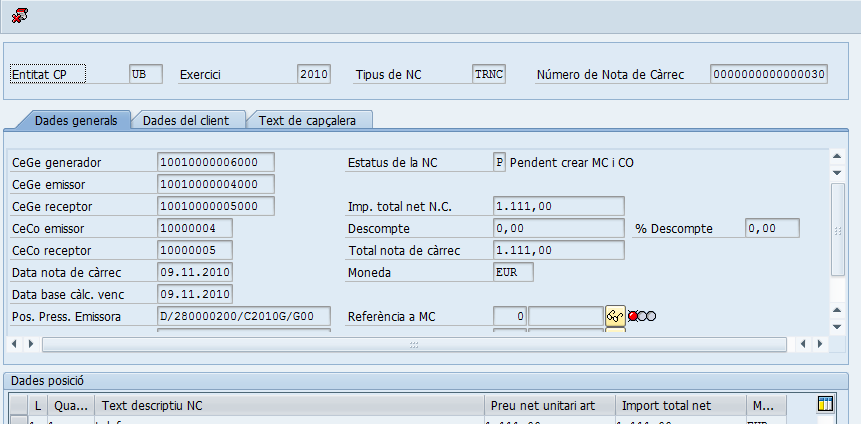 Entitat CP UB Exercici 2010 Tipus de NC TRNC Número de Nota de Càrrec 0000000000000030
Dades generals Dades del client Text de capçalera
CeGe generador 10010000006000 Estatus de la NC P Pendent crear MC i CO
CeGe emissor 10010000004000
CeGe receptor 10010000005000 Imp. total net N.C. 1.111,00
CeCo emissor 10000004 Descompte 0,00 % Descompte 0,00
CeCo receptor 10000005 Total nota de càrrec 1.111,00
Data nota de càrrec 09.11.2010 Moneda EUR
Data base càlc. venc 09.11.2010
Pos. Press. Emissora D/280000200/C2010G/G00 Referència a MC 0
Dades posició
L Qua... Text descriptiu NC Preu net unitari art Import total net M...